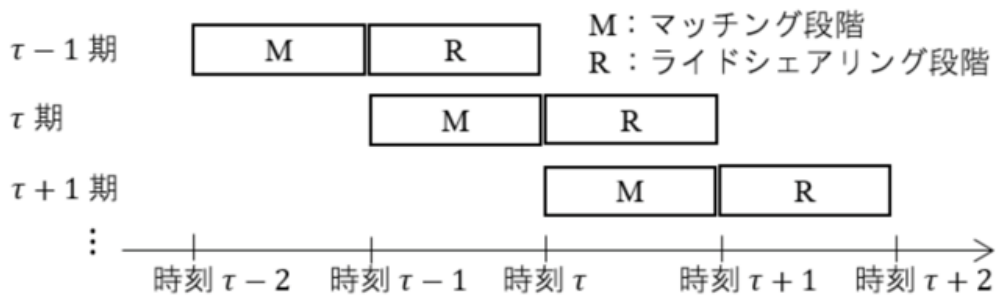 M：マッチング段階
R：ライドシェアリング段階
τ − 1 期 M R
τ 期 M R
τ + 1 期 M R
⋮
時刻 τ − 2 時刻 τ − 1 時刻 τ 時刻 τ + 1 時刻 τ + 2